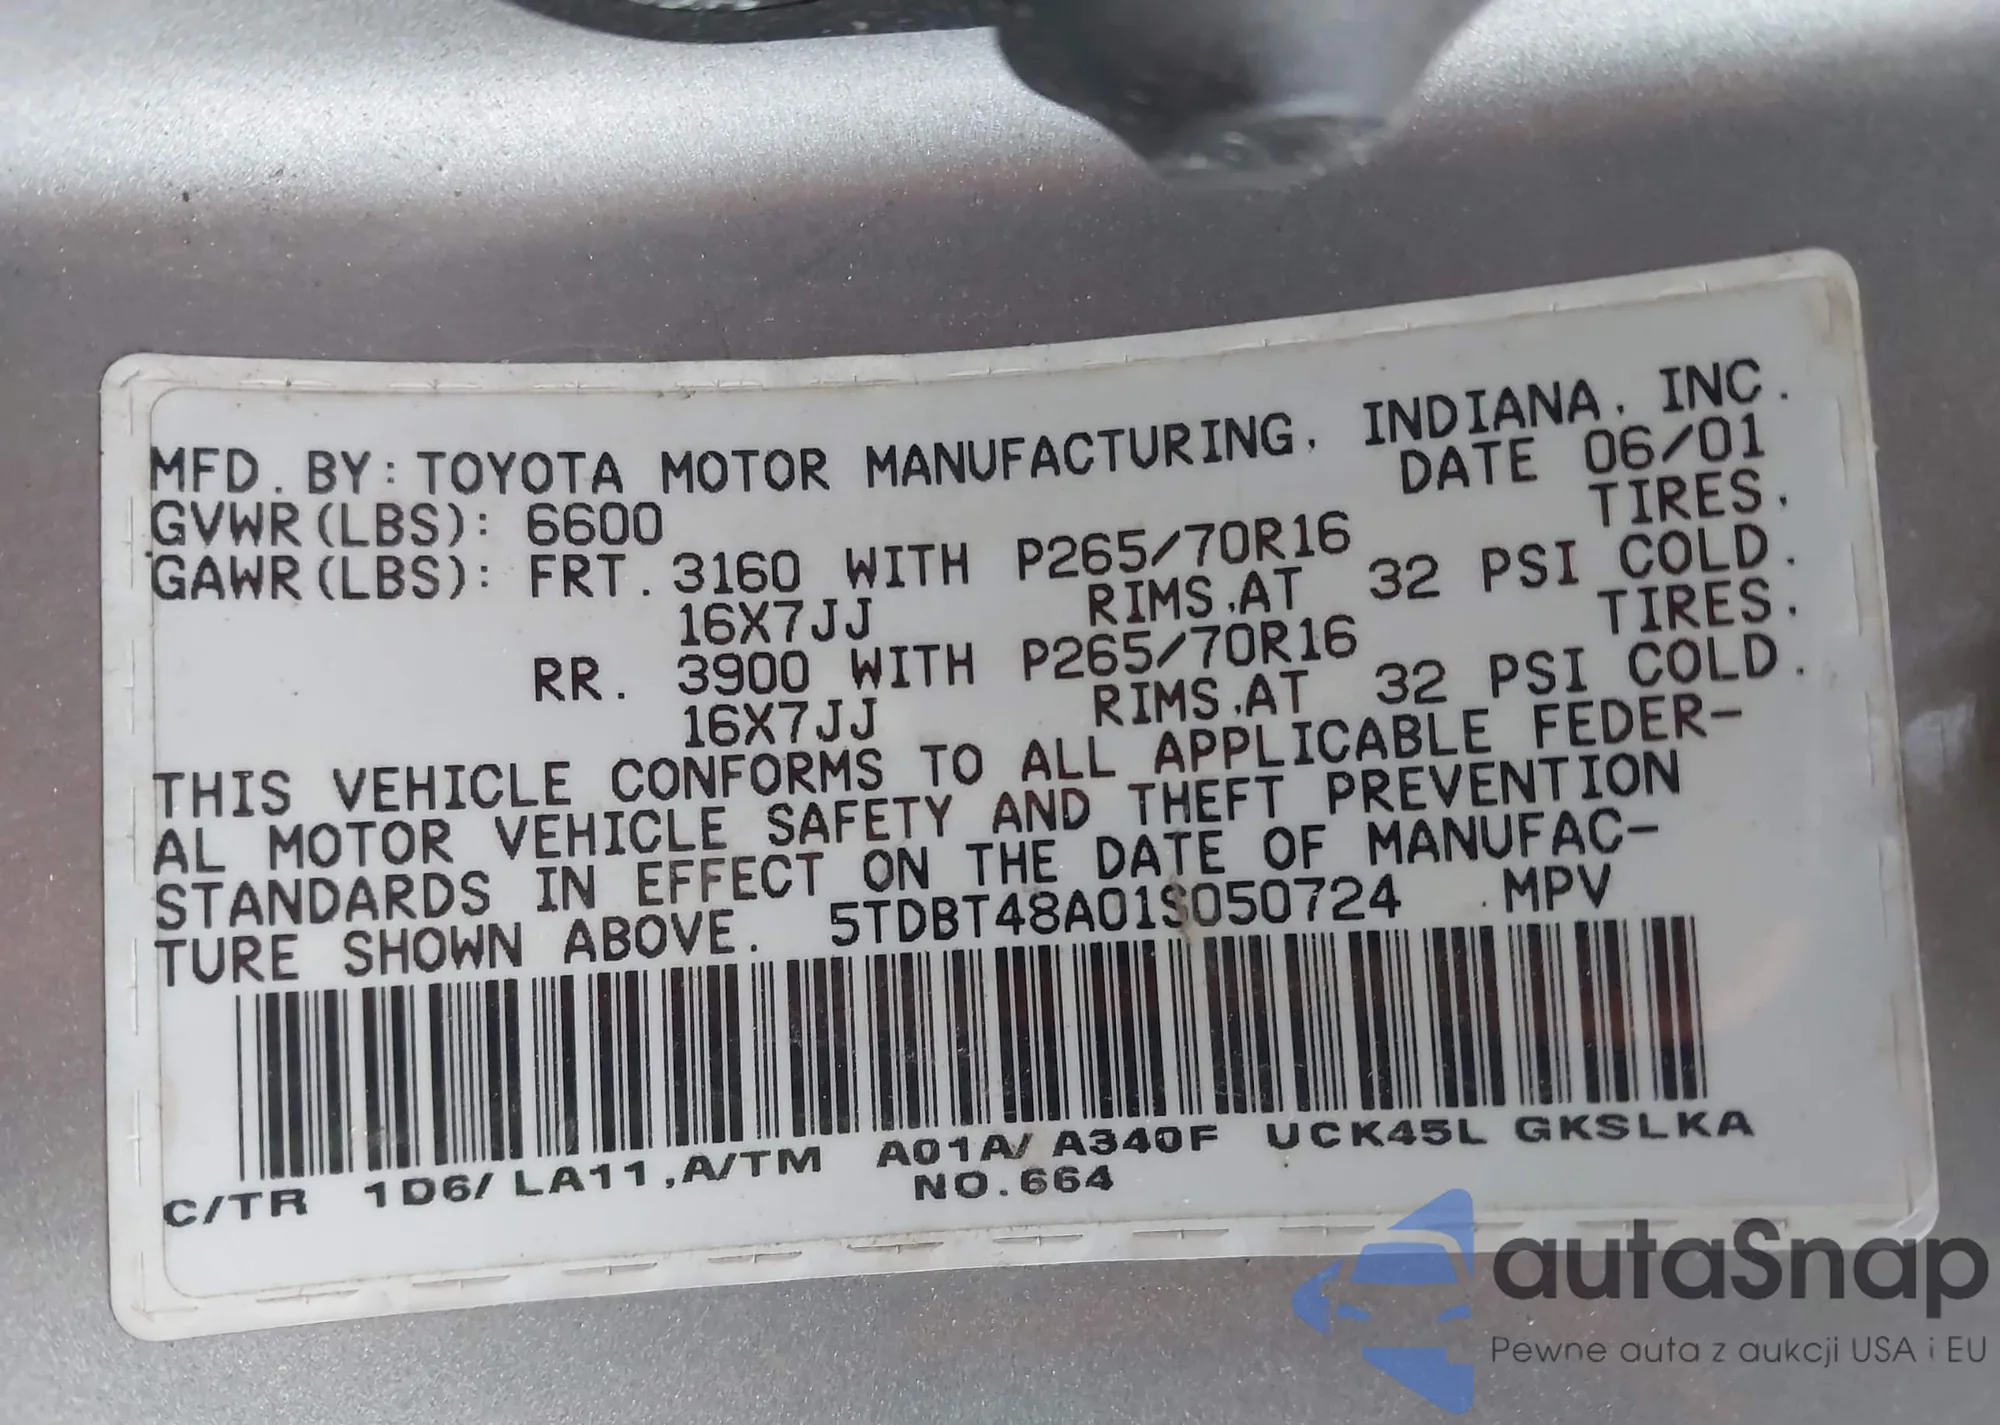 MFD. BY: TOYOTA MOTOR MANUFACTURING, INDIANA, INC.
GVWR(LBS): 6600 DATE 06/01
GAWR(LBS): FRT. 3160 WITH P265/70R16 TIRES,
16X7JJ RIMS,AT 32 PSI COLD.
RR. 3900 WITH P265/70R16 TIRES.
16X7JJ RIMS,AT 32 PSI COLD.
THIS VEHICLE CONFORMS TO ALL APPLICABLE FEDER-
AL MOTOR VEHICLE SAFETY AND THEFT PREVENTION
STANDARDS IN EFFECT ON THE DATE OF MANUFAC-
TURE SHOWN ABOVE. 5TDBT48A01S050724 MPV
C/TR 1D6/ LA11,A/TM A01A/ A340F UCK45L GKSLKA
NO.664
autaSnap
Pewne auta z aukcji USA i EU